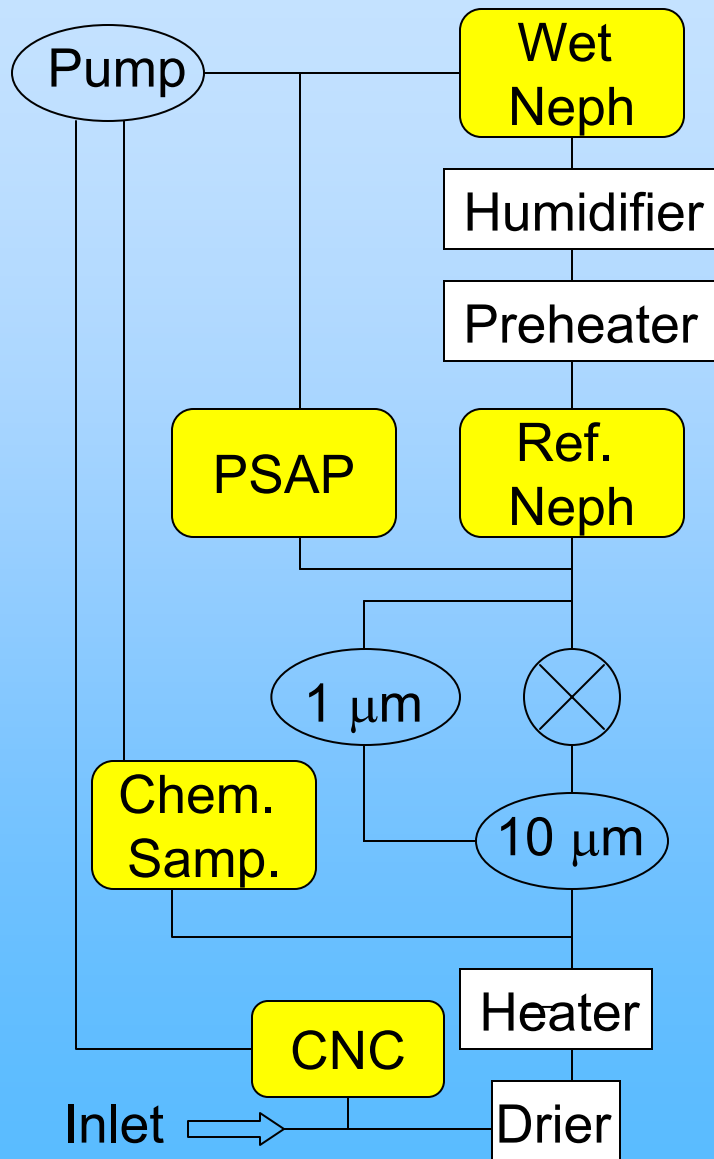 Pump
Wet
Neph
Humidifier
Preheater
PSAP
Ref.
Neph
1 μm
Chem.
Samp.
10 μm
Heater
CNC
Inlet
Drier